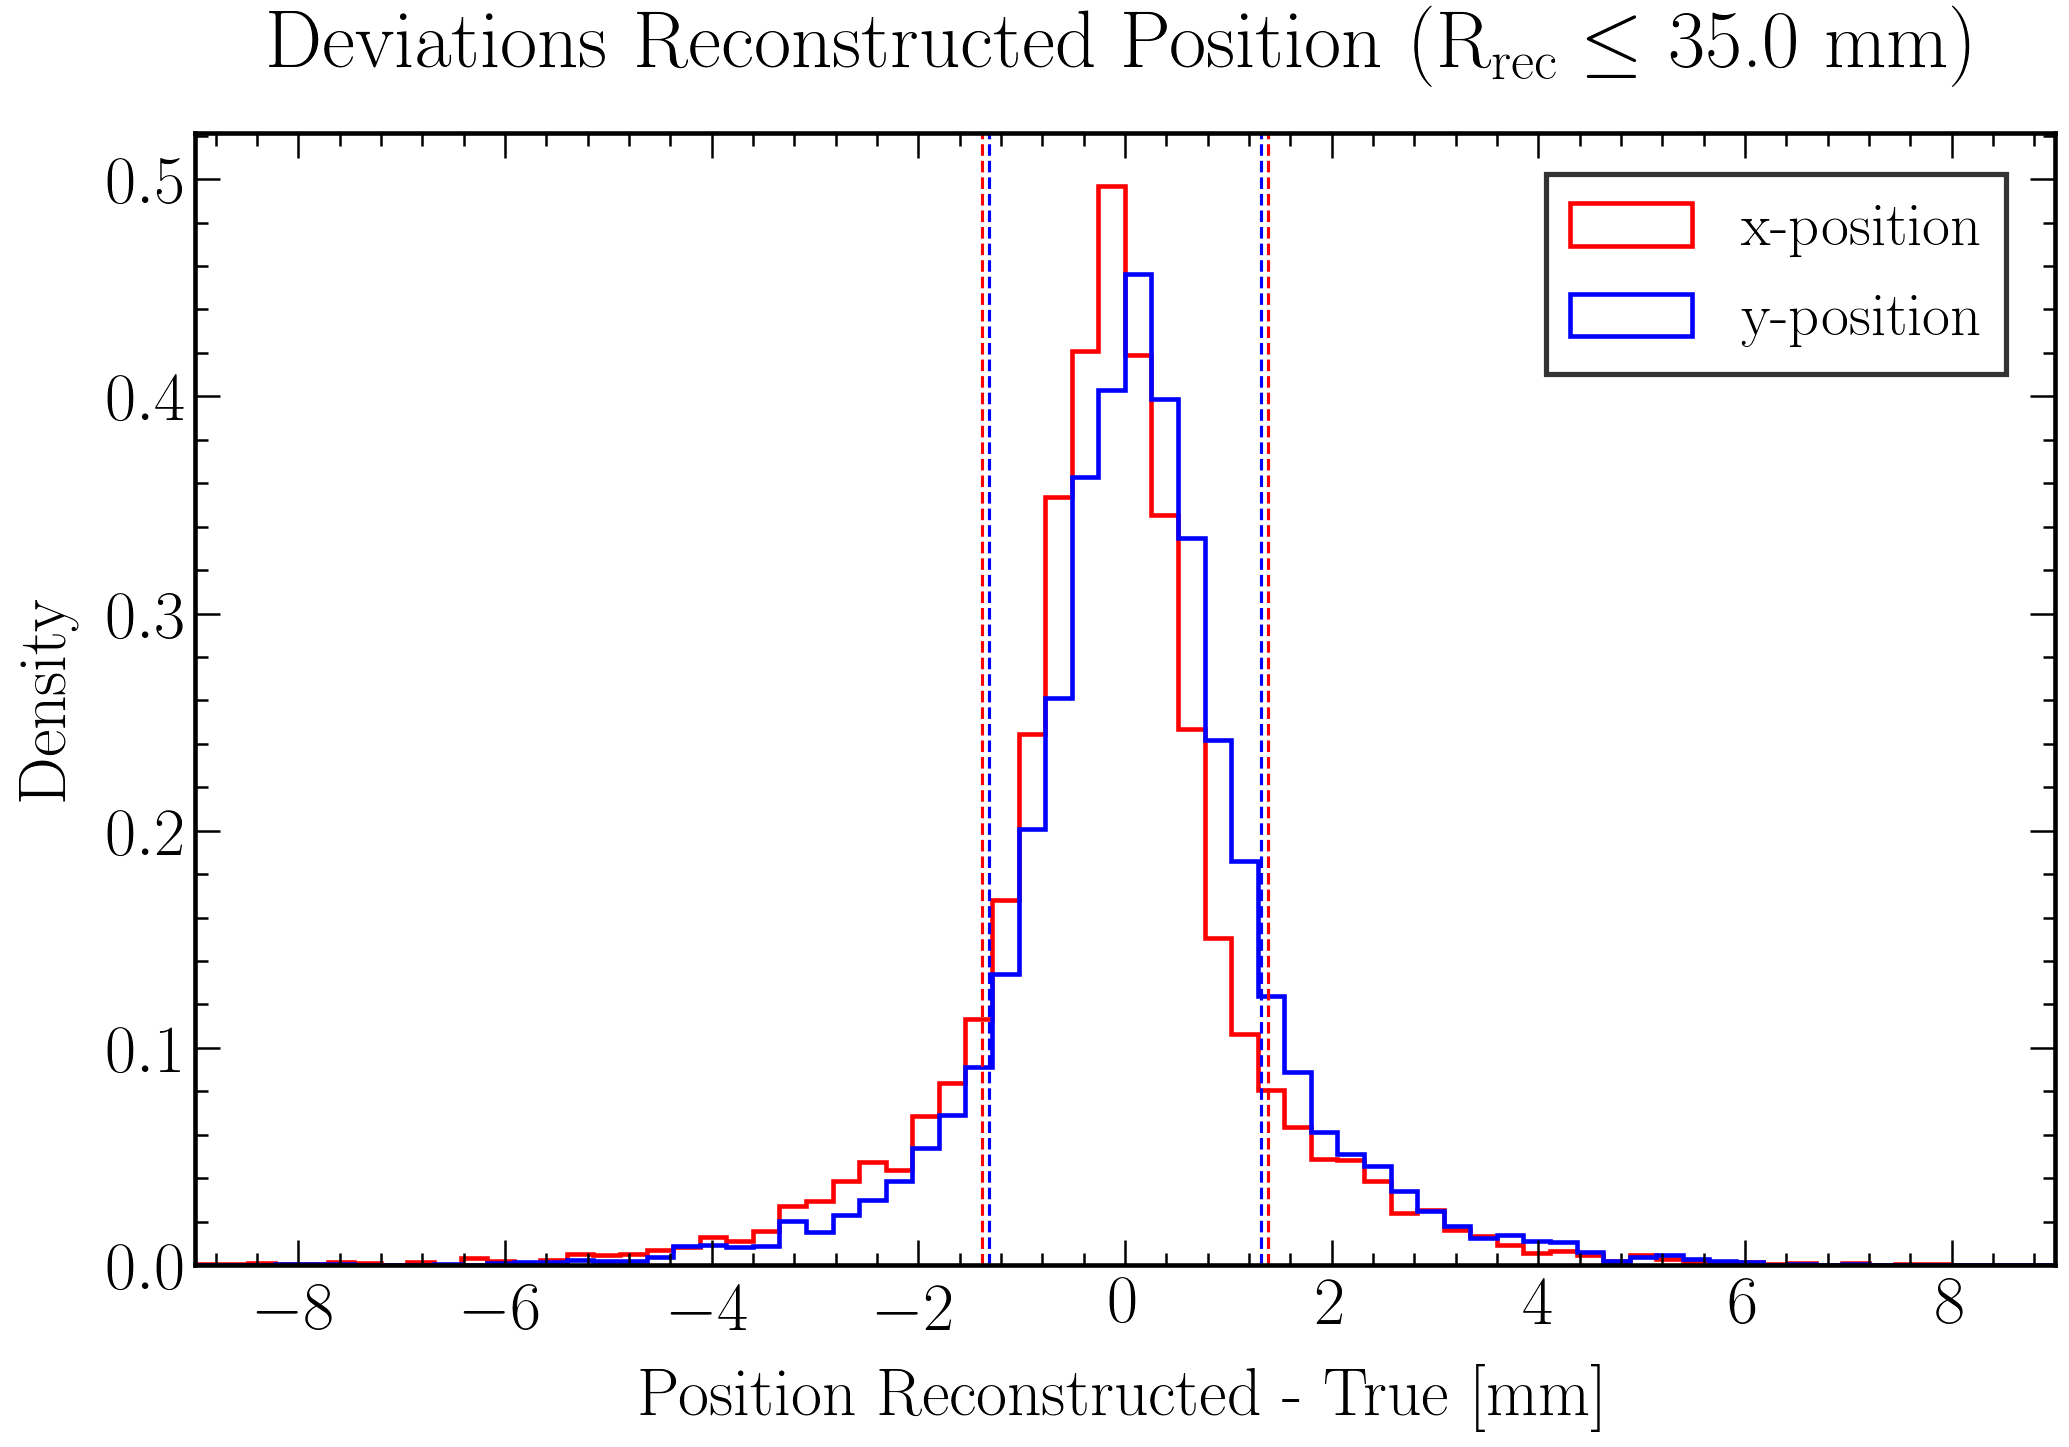 Deviations Reconstructed Position (R_rec ≤ 35.0 mm)
x-position
y-position
0.5
0.4
0.3
0.2
0.1
0.0
Density
−8 −6 −4 −2 0 2 4 6 8
Position Reconstructed - True [mm]